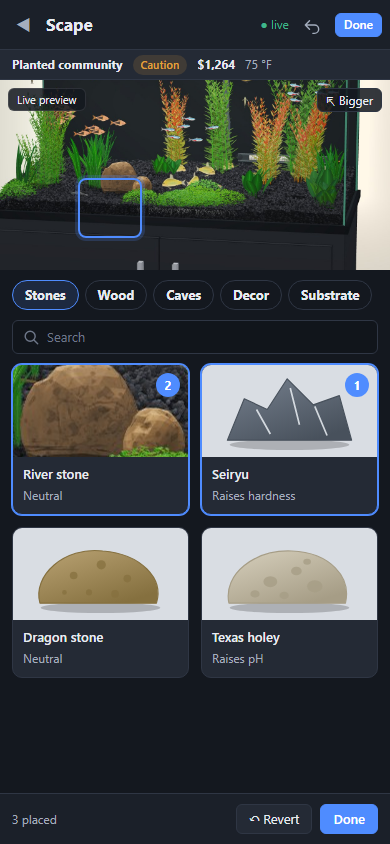 Scape
live
Done
Planted community Caution $1,264 75 °F
Live preview
Bigger
Stones Wood Caves Decor Substrate
Search
2
1
River stone
Neutral
Seiryu
Raises hardness
Dragon stone
Neutral
Texas holey
Raises pH
3 placed
Revert
Done